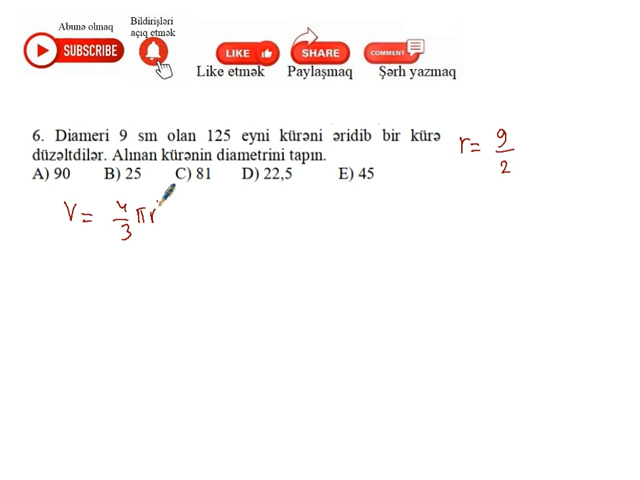 Abunə olmaq
Bildirişləri
açıq etmək
SUBSCRIBE
LIKE
SHARE
COMMENT
Like etmək Paylaşmaq Şərh yazmaq
6. Diameri 9 sm olan 125 eyni kürəni əridib bir kürə
düzəltdilər. Alınan kürənin diametrini tapın.
A) 90 B) 25 C) 81 D) 22,5 E) 45
r = 9/2
V = 4/3 πr